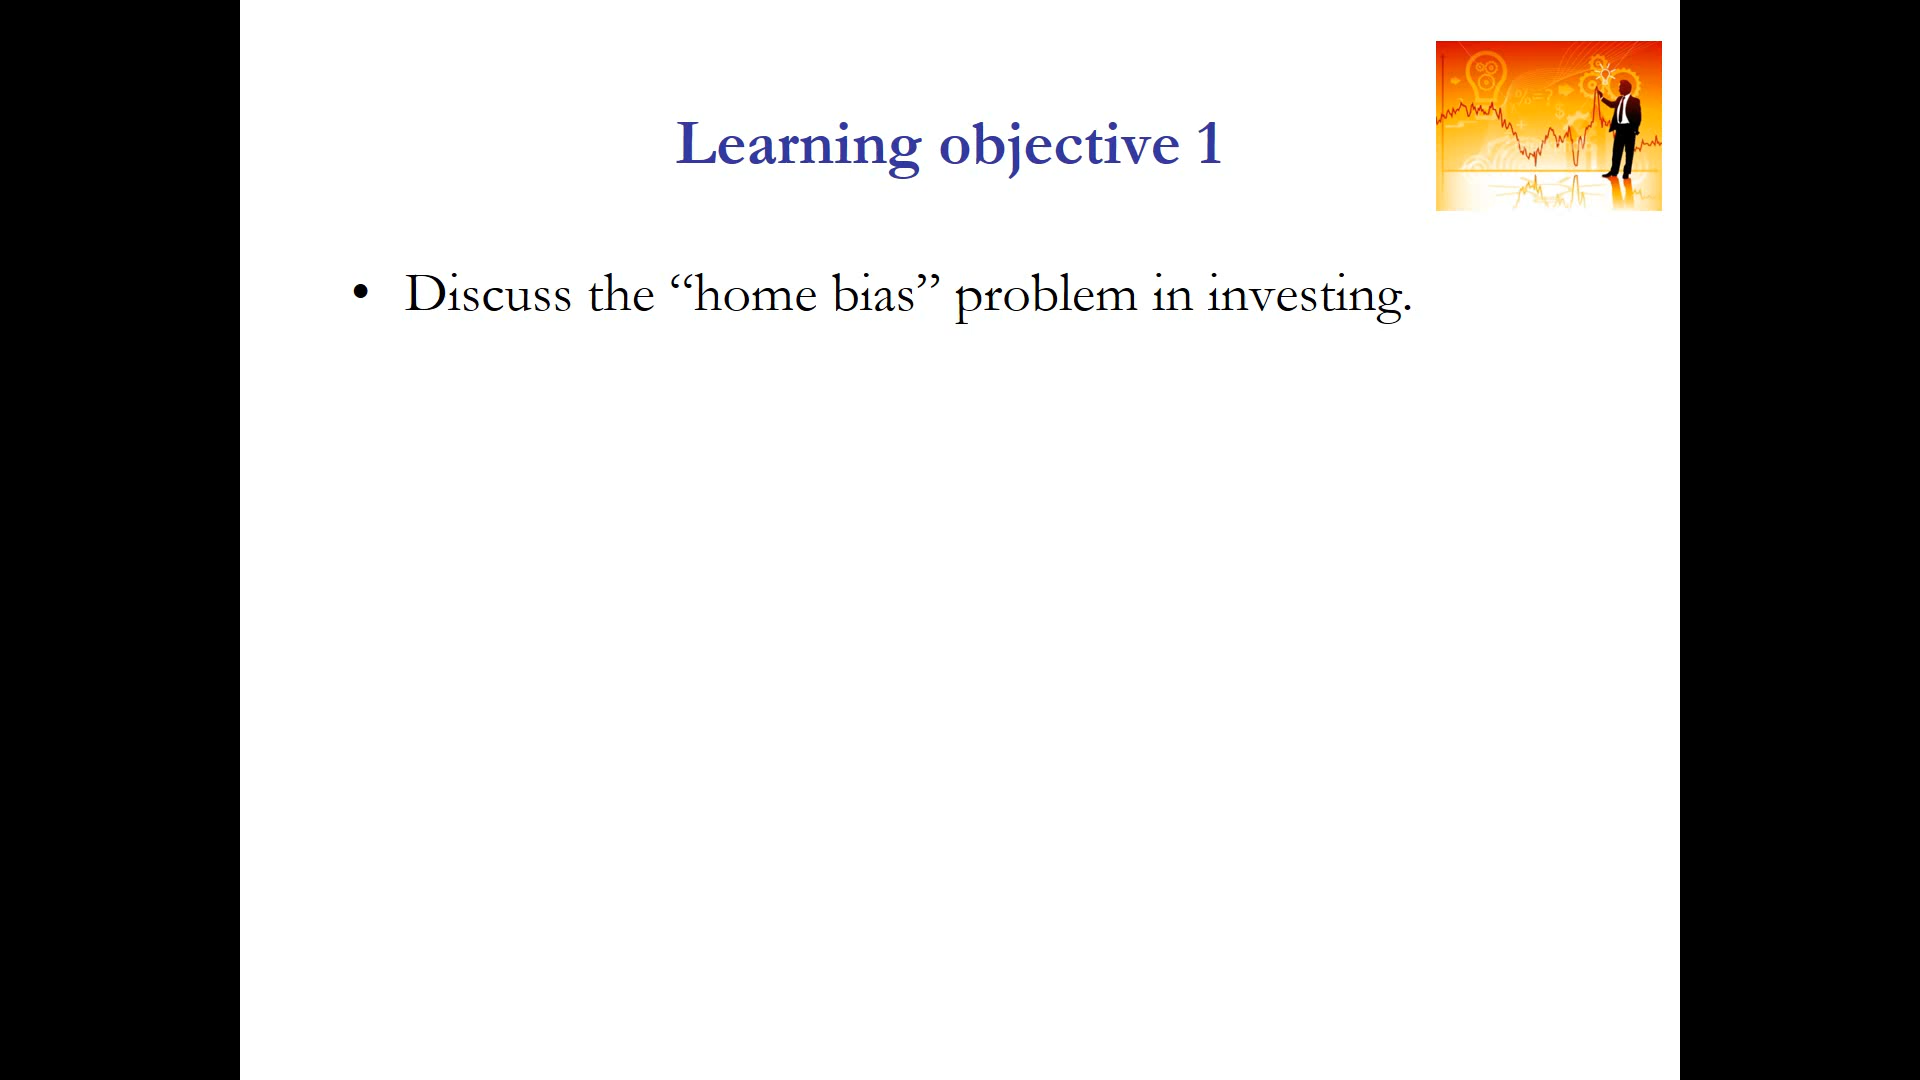 Learning objective 1
• Discuss the “home bias” problem in investing.